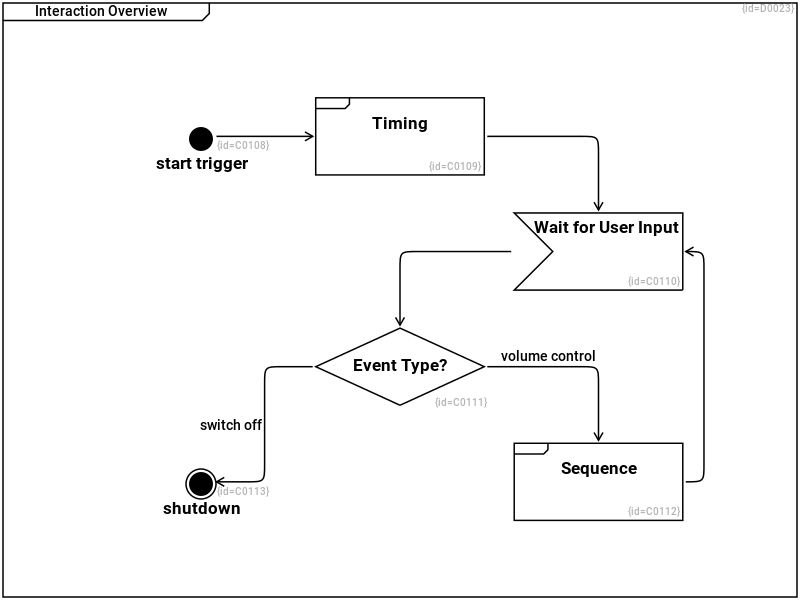 Interaction Overview
{id=D0023}
Timing
{id=C0108}
start trigger
{id=C0109}
Wait for User Input
{id=C0110}
volume control
Event Type?
{id=C0111}
switch off
Sequence
{id=C0113}
shutdown
{id=C0112}